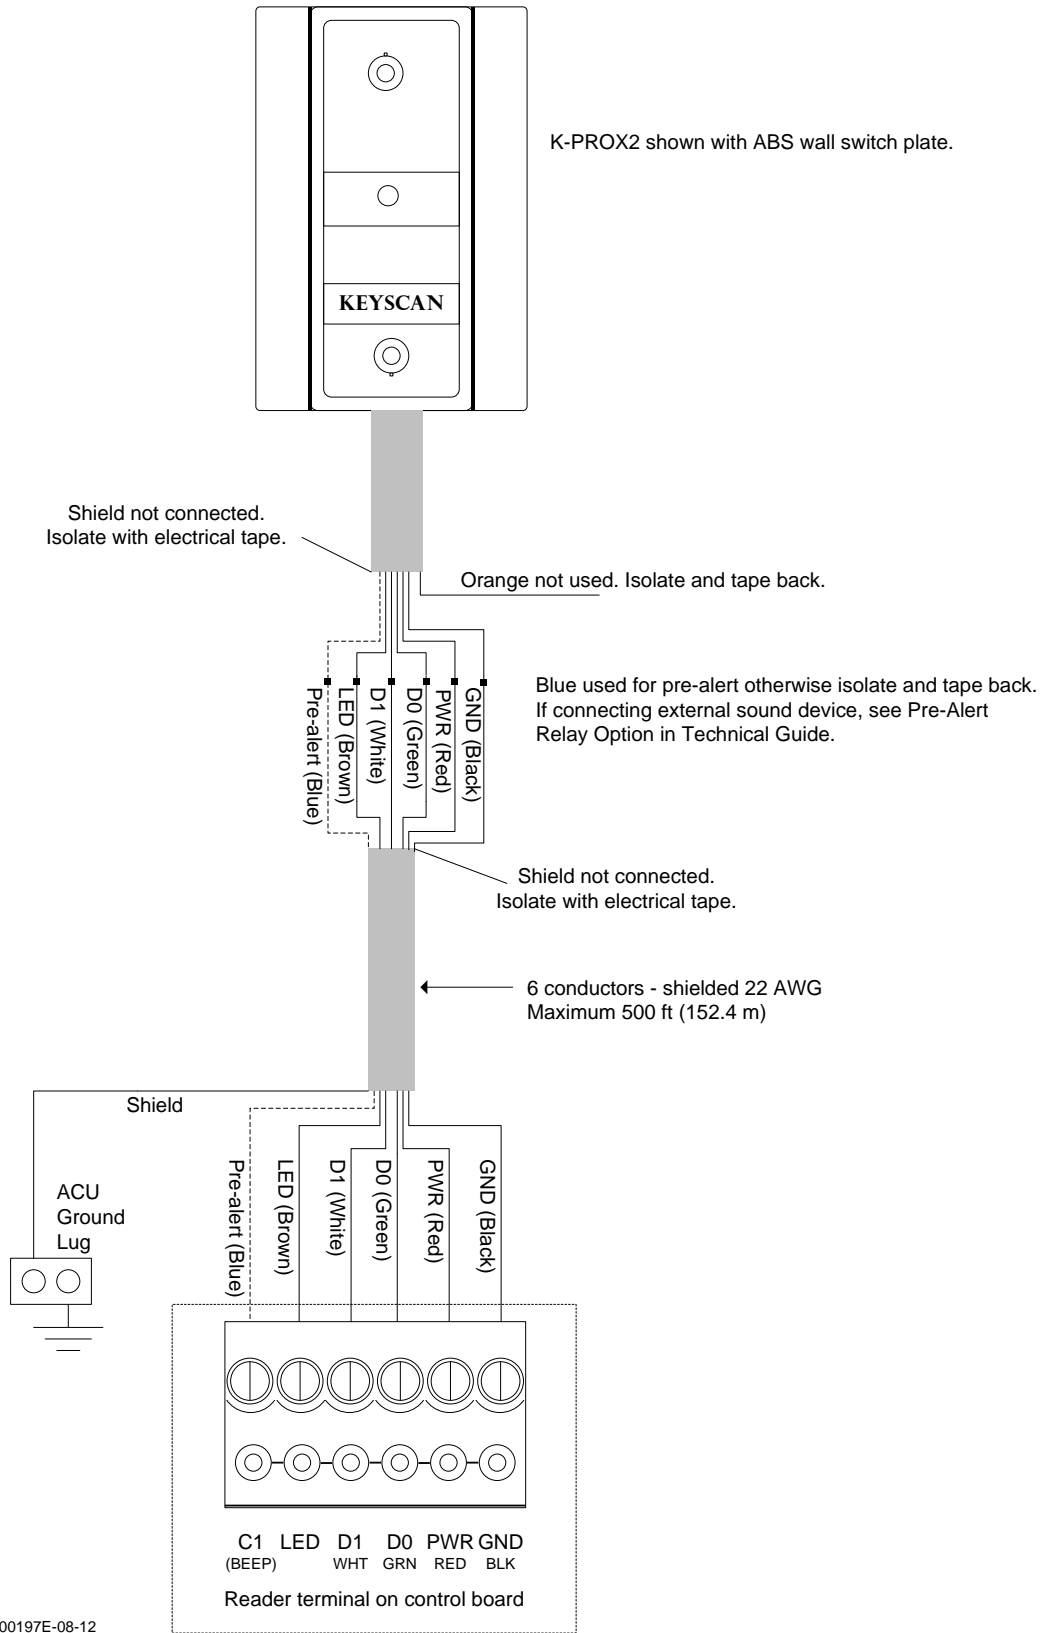 K-PROX2 shown with ABS wall switch plate.
KEYSCAN
Shield not connected.
Isolate with electrical tape.
Orange not used. Isolate and tape back.
Pre-alert (Blue)
LED (Brown)
D1 (White)
D0 (Green)
PWR (Red)
GND (Black)
Blue used for pre-alert otherwise isolate and tape back.
If connecting external sound device, see Pre-Alert
Relay Option in Technical Guide.
Shield not connected.
Isolate with electrical tape.
6 conductors - shielded 22 AWG
Maximum 500 ft (152.4 m)
Shield
ACU
Ground
Lug
Pre-alert (Blue)
LED (Brown)
D1 (White)
D0 (Green)
PWR (Red)
GND (Black)
C1 LED D1 D0 PWR GND
(BEEP) WHT GRN RED BLK
Reader terminal on control board
00197E-08-12